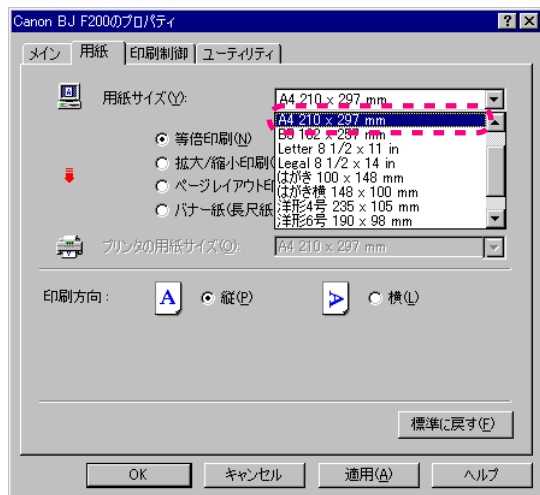 Canon BJ F200のプロパティ
メイン 用紙 印刷制御 ユーティリティ
用紙サイズ(Y): A4 210 x 297 mm
A4 210 x 297 mm
B5 182 x 257 mm
等倍印刷(N)
Letter 8 1/2 x 11 in
拡大/縮小印刷(
Legal 8 1/2 x 14 in
はがき 100 x 148 mm
ページレイアウト印
はがき横 148 x 100 mm
洋形4号 235 x 105 mm
バナー紙(長尺紙
洋形6号 190 x 98 mm
プリンタの用紙サイズ(O): A4 210 x 297 mm
印刷方向: A 縦(P) A 横(L)
標準に戻す(F)
OK キャンセル 適用(A) ヘルプ